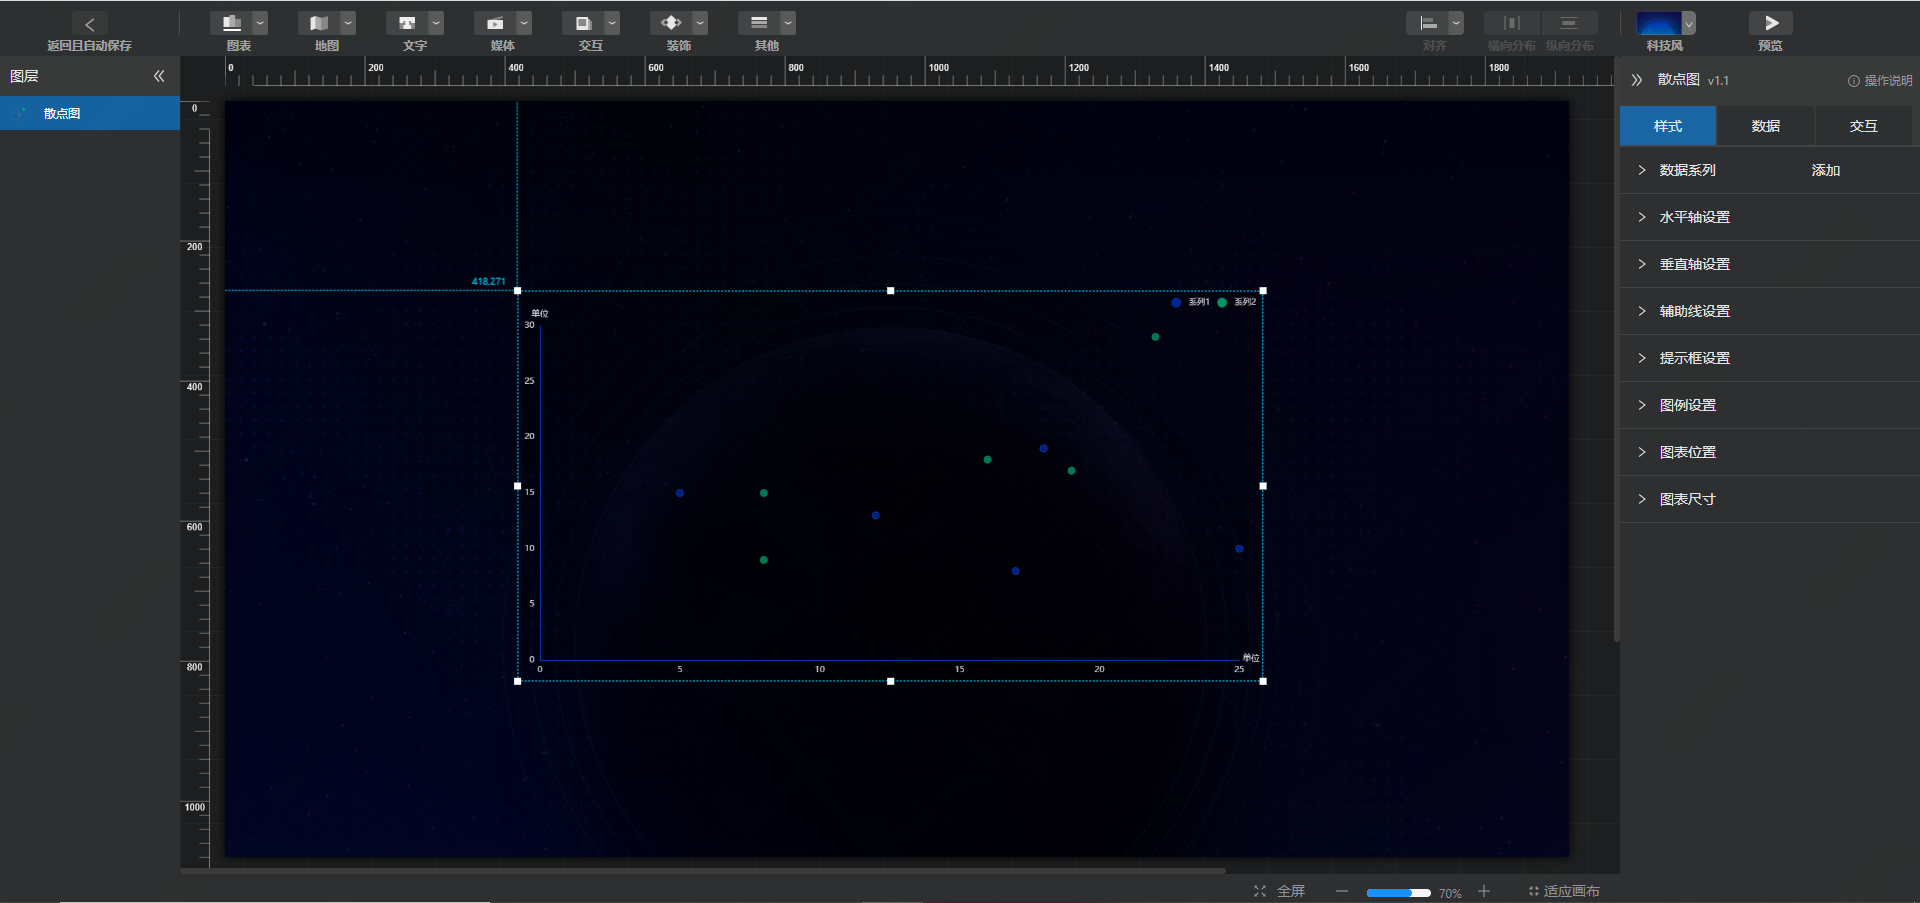 返回且自动保存
图表
地图
文字
媒体
交互
装饰
其他
对齐
横向分布
纵向分布
科技风
预览
图层
散点图
0 200 400 600 800 1000 1200 1400 1600 1800
0
200
400
600
800
1000
418,271
系列1 系列2
单位
30
25
20
15
10
5
0
0 5 10 15 20 25
单位
散点图 v1.1
操作说明
样式 数据 交互
数据系列 添加
水平轴设置
垂直轴设置
辅助线设置
提示框设置
图例设置
图表位置
图表尺寸
全屏
70%
适应画布